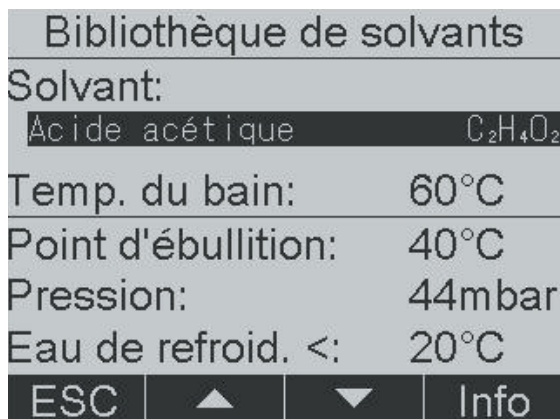 Bibliothèque de solvants
Solvant:
Acide acétique C₂H₄O₂
Temp. du bain: 60°C
Point d'ébullition: 40°C
Pression: 44mbar
Eau de refroid. <: 20°C
ESC ▲ ▼ Info